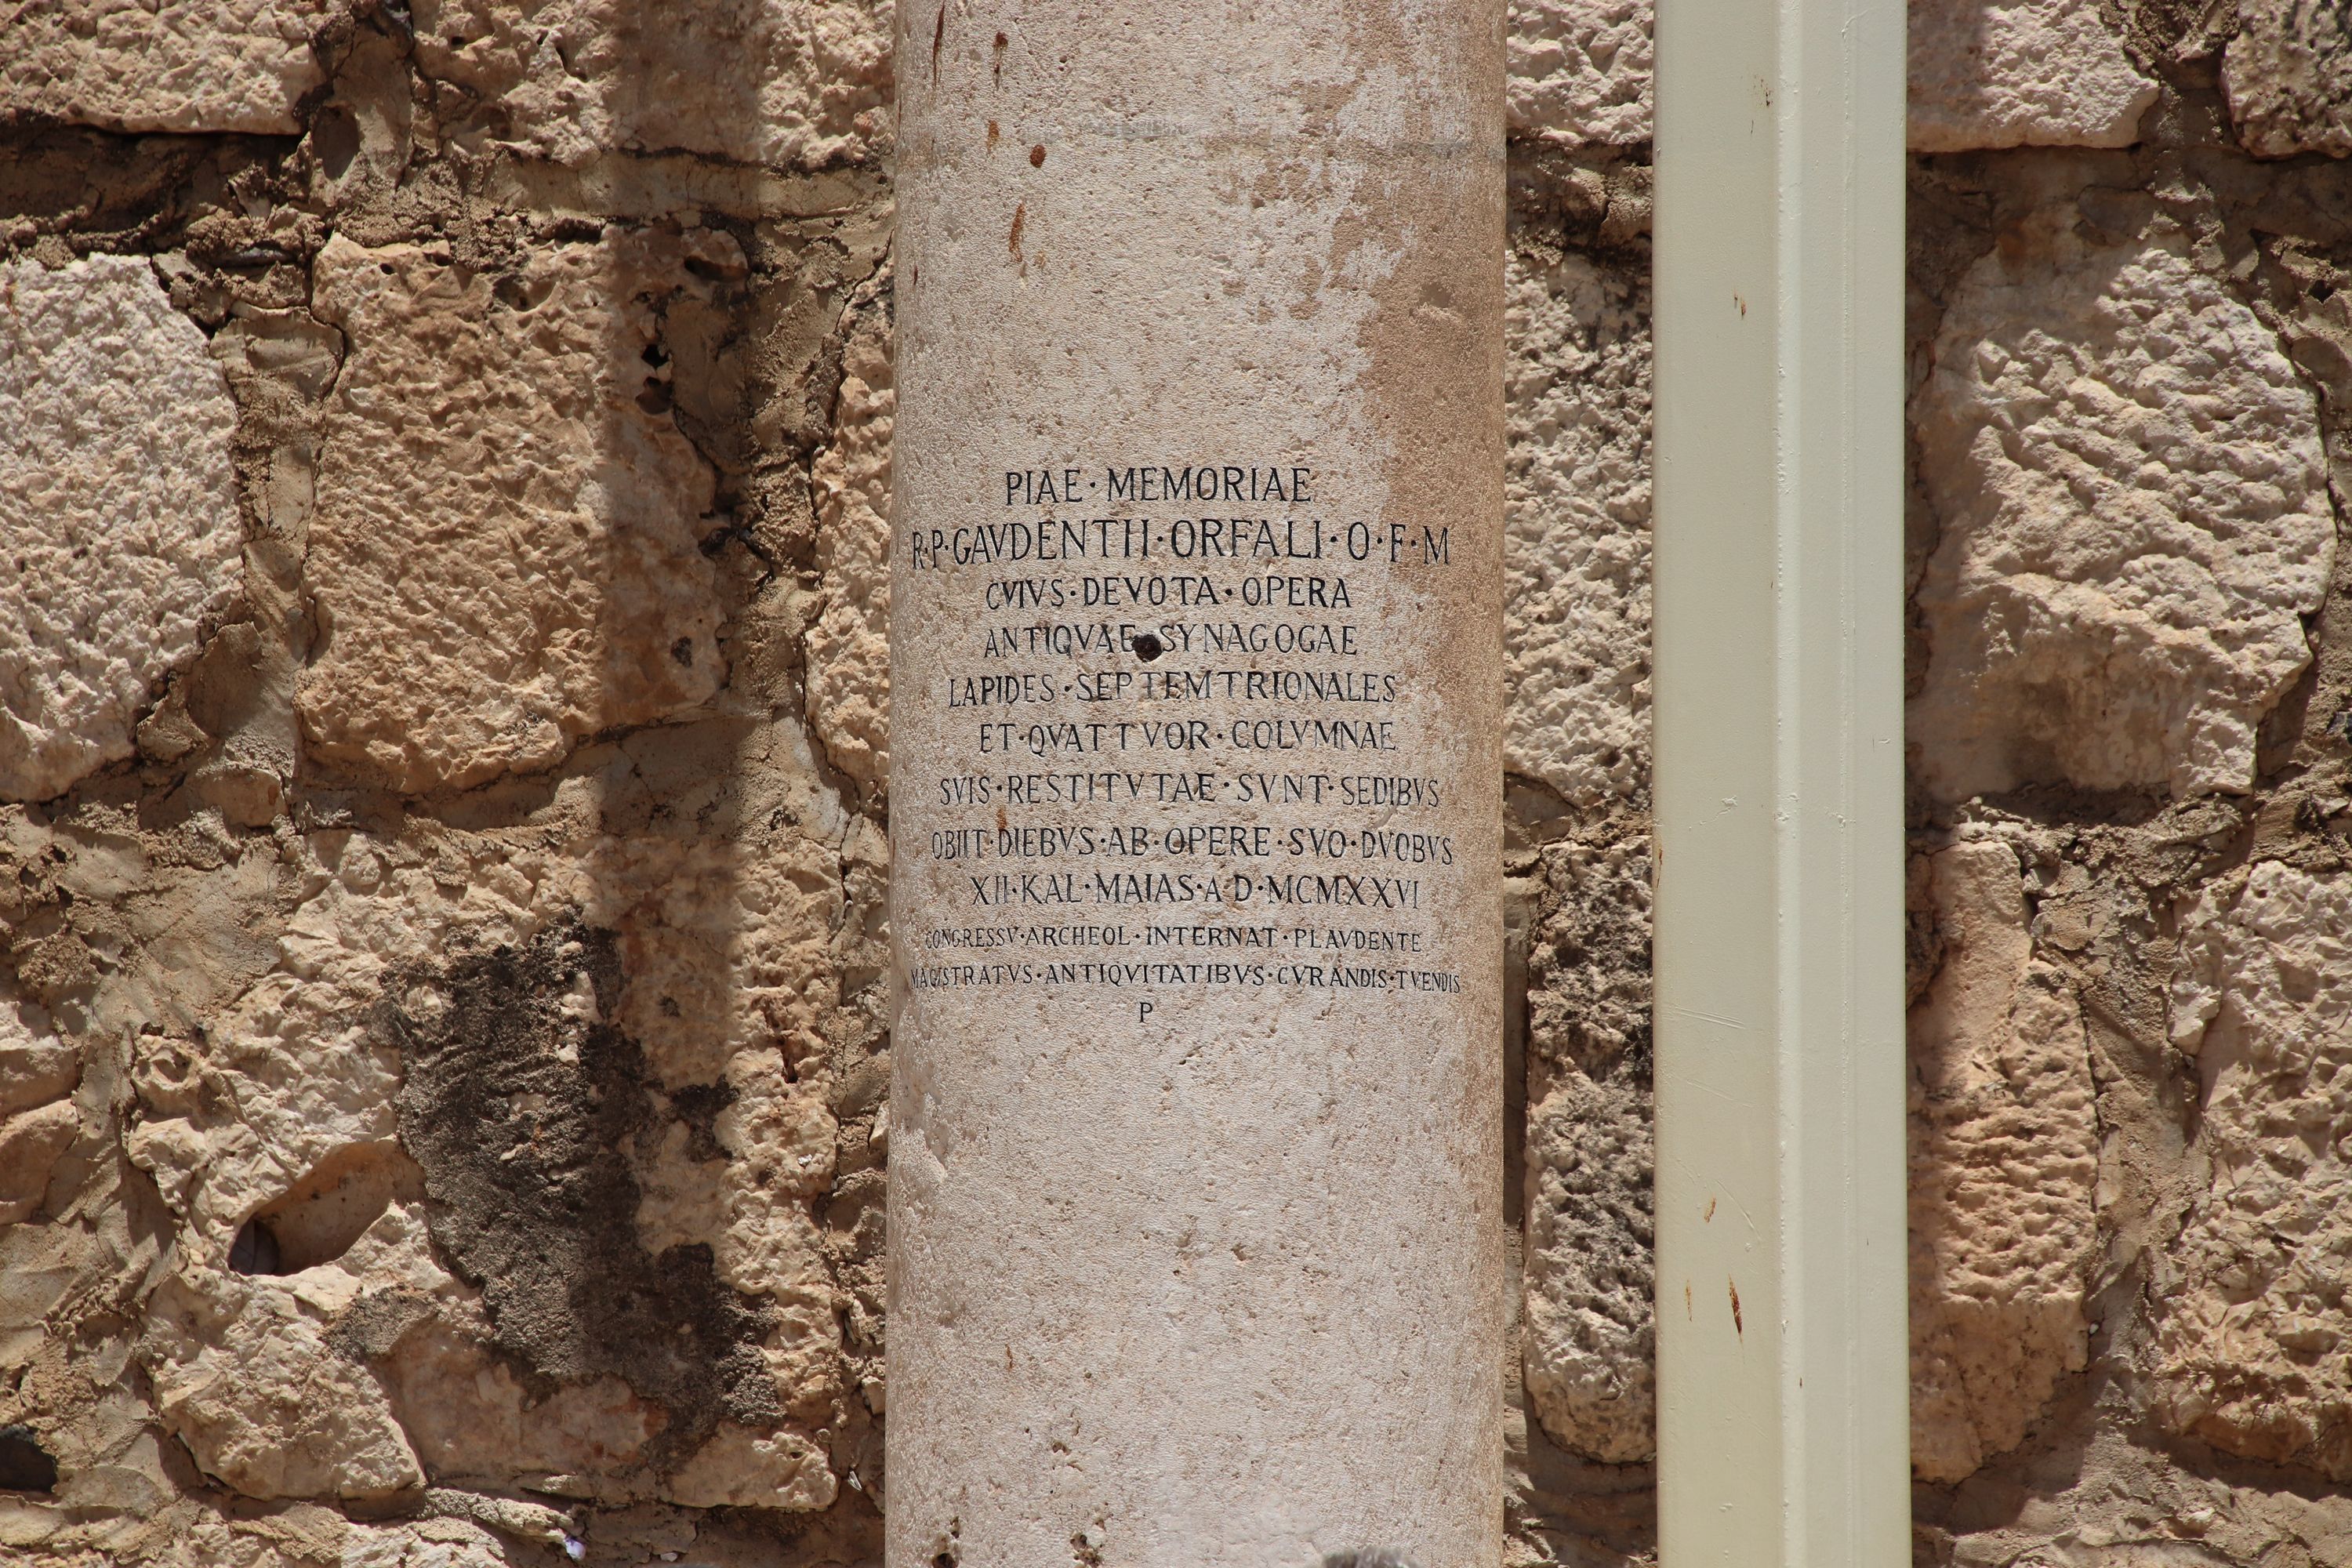 PIAE·MEMORIAE
R·P·GAVDENTII·ORFALI·O·F·M
CVIVS·DEVOTA·OPERA
ANTIQVAE·SYNAGOGAE
LAPIDES·SEPTEMTRIONALES
ET·QVATTVOR·COLVMNAE
SVIS·RESTITVTAE·SVNT·SEDIBVS
OBIIT·DIEBVS·AB·OPERE·SVO·DVOBVS
XII·KAL·MAIAS·A·D·MCMXXVI
CONGRESSV·ARCHEOL·INTERNAT·PLAVDENTE
MAGISTRATVS·ANTIQVITATIBVS·CVRANDIS·TVENDIS
P